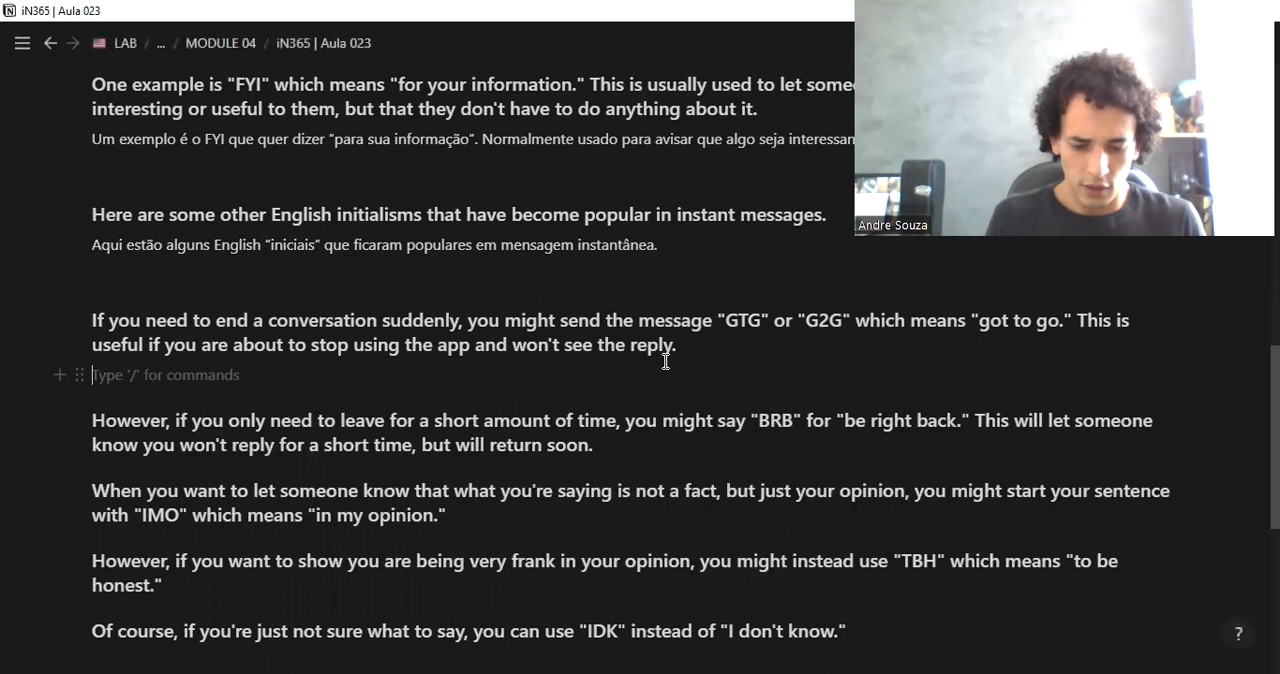 iN365 | Aula 023
LAB / ... / MODULE 04 / iN365 | Aula 023
One example is "FYI" which means "for your information." This is usually used to let
interesting or useful to them, but that they don't have to do anything about it.
Um exemplo é o FYI que quer dizer “para sua informação”. Normalmente usado para avisar que algo seja
Andre Souza
Here are some other English initialisms that have become popular in instant messages.
Aqui estão alguns English “iniciais” que ficaram populares em mensagem instantânea.
If you need to end a conversation suddenly, you might send the message "GTG" or "G2G" which means "got to go." This is
useful if you are about to stop using the app and won't see the reply.
Type '/' for commands
However, if you only need to leave for a short amount of time, you might say "BRB" for "be right back." This will let someone
know you won't reply for a short time, but will return soon.
When you want to let someone know that what you're saying is not a fact, but just your opinion, you might start your sentence
with "IMO" which means "in my opinion."
However, if you want to show you are being very frank in your opinion, you might instead use "TBH" which means "to be
honest."
Of course, if you're just not sure what to say, you can use "IDK" instead of "I don't know."
?